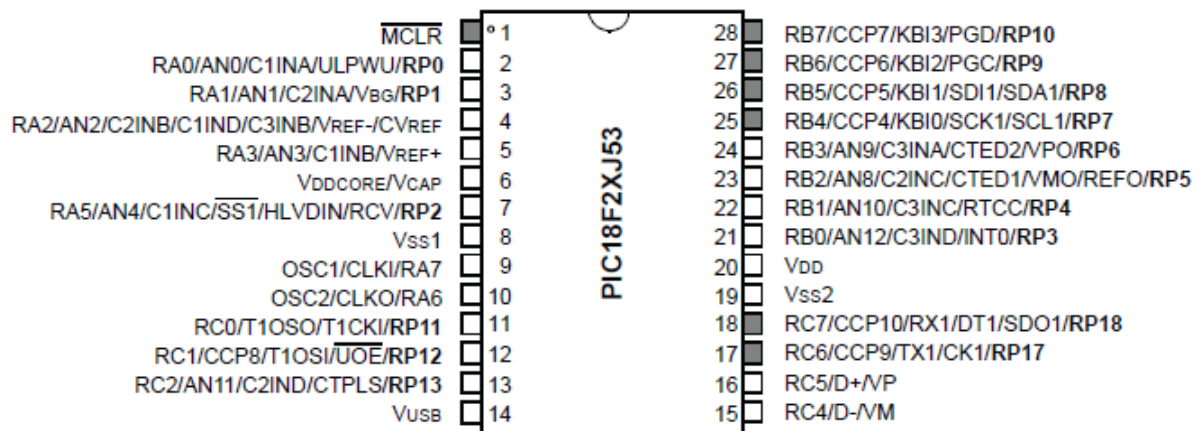 MCLR 1
RA0/AN0/C1INA/ULPWU/RP0 2
RA1/AN1/C2INA/VBG/RP1 3
RA2/AN2/C2INB/C1IND/C3INB/VREF-/CVREF 4
RA3/AN3/C1INB/VREF+ 5
VDDCORE/VCAP 6
RA5/AN4/C1INC/SS1/HLVDIN/RCV/RP2 7
VSS1 8
OSC1/CLKI/RA7 9
OSC2/CLKO/RA6 10
RC0/T1OSO/T1CKI/RP11 11
RC1/CCP8/T1OSI/UOE/RP12 12
RC2/AN11/C2IND/CTPLS/RP13 13
VUSB 14
PIC18F2XJ53
28 RB7/CCP7/KBI3/PGD/RP10
27 RB6/CCP6/KBI2/PGC/RP9
26 RB5/CCP5/KBI1/SDI1/SDA1/RP8
25 RB4/CCP4/KBI0/SCK1/SCL1/RP7
24 RB3/AN9/C3INA/CTED2/VPO/RP6
23 RB2/AN8/C2INC/CTED1/VMO/REFO/RP5
22 RB1/AN10/C3INC/RTCC/RP4
21 RB0/AN12/C3IND/INT0/RP3
20 VDD
19 VSS2
18 RC7/CCP10/RX1/DT1/SDO1/RP18
17 RC6/CCP9/TX1/CK1/RP17
16 RC5/D+/VP
15 RC4/D-/VM